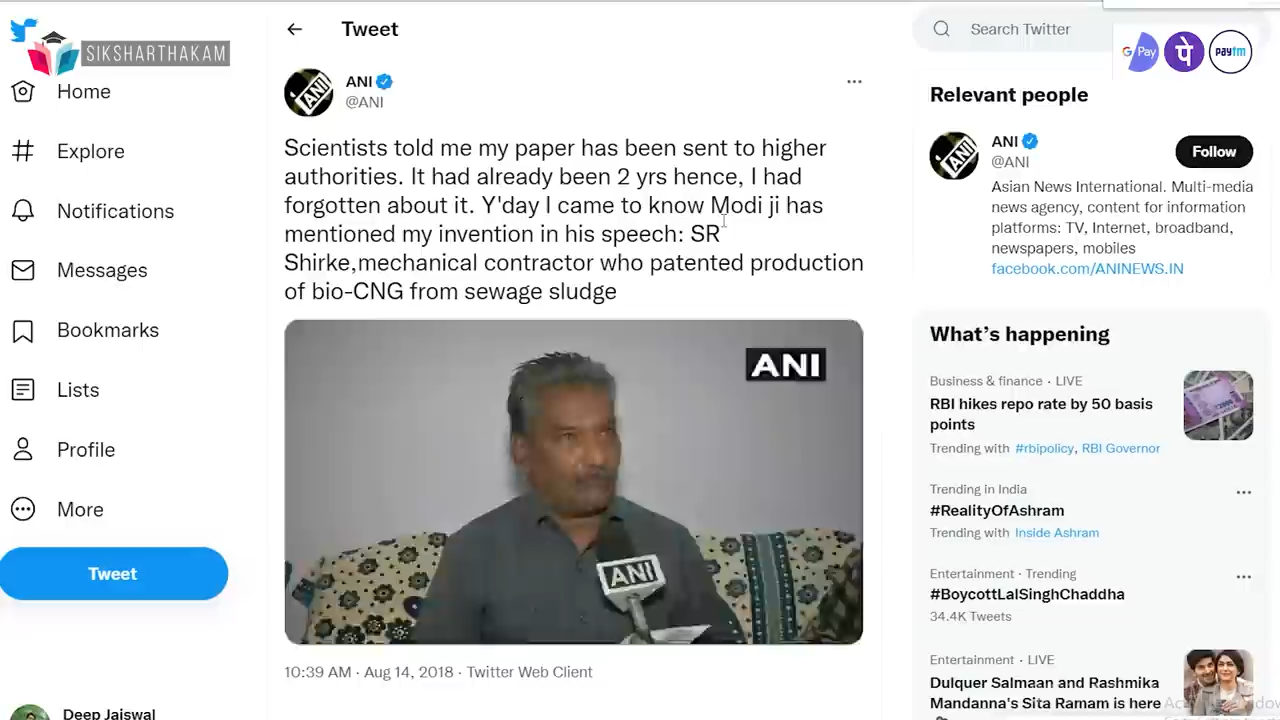 SIKSHARTHAKAM
Home
Explore
Notifications
Messages
Bookmarks
Lists
Profile
More
Tweet
Deep Jaiswal
Tweet
ANI
@ANI
Scientists told me my paper has been sent to higher
authorities. It had already been 2 yrs hence, I had
forgotten about it. Y'day I came to know Modi ji has
mentioned my invention in his speech: SR
Shirke,mechanical contractor who patented production
of bio-CNG from sewage sludge
ANI
ANI
10:39 AM · Aug 14, 2018 · Twitter Web Client
Search Twitter
G Pay
पे
paytm
Relevant people
ANI
@ANI
Follow
Asian News International. Multi-media
news agency, content for information
platforms: TV, Internet, broadband,
newspapers, mobiles
facebook.com/ANINEWS.IN
What's happening
Business & finance · LIVE
RBI hikes repo rate by 50 basis
points
Trending with #rbipolicy, RBI Governor
Trending in India
#RealityOfAshram
Trending with Inside Ashram
Entertainment · Trending
#BoycottLalSinghChaddha
34.4K Tweets
Entertainment · LIVE
Dulquer Salmaan and Rashmika
Mandanna's Sita Ramam is here